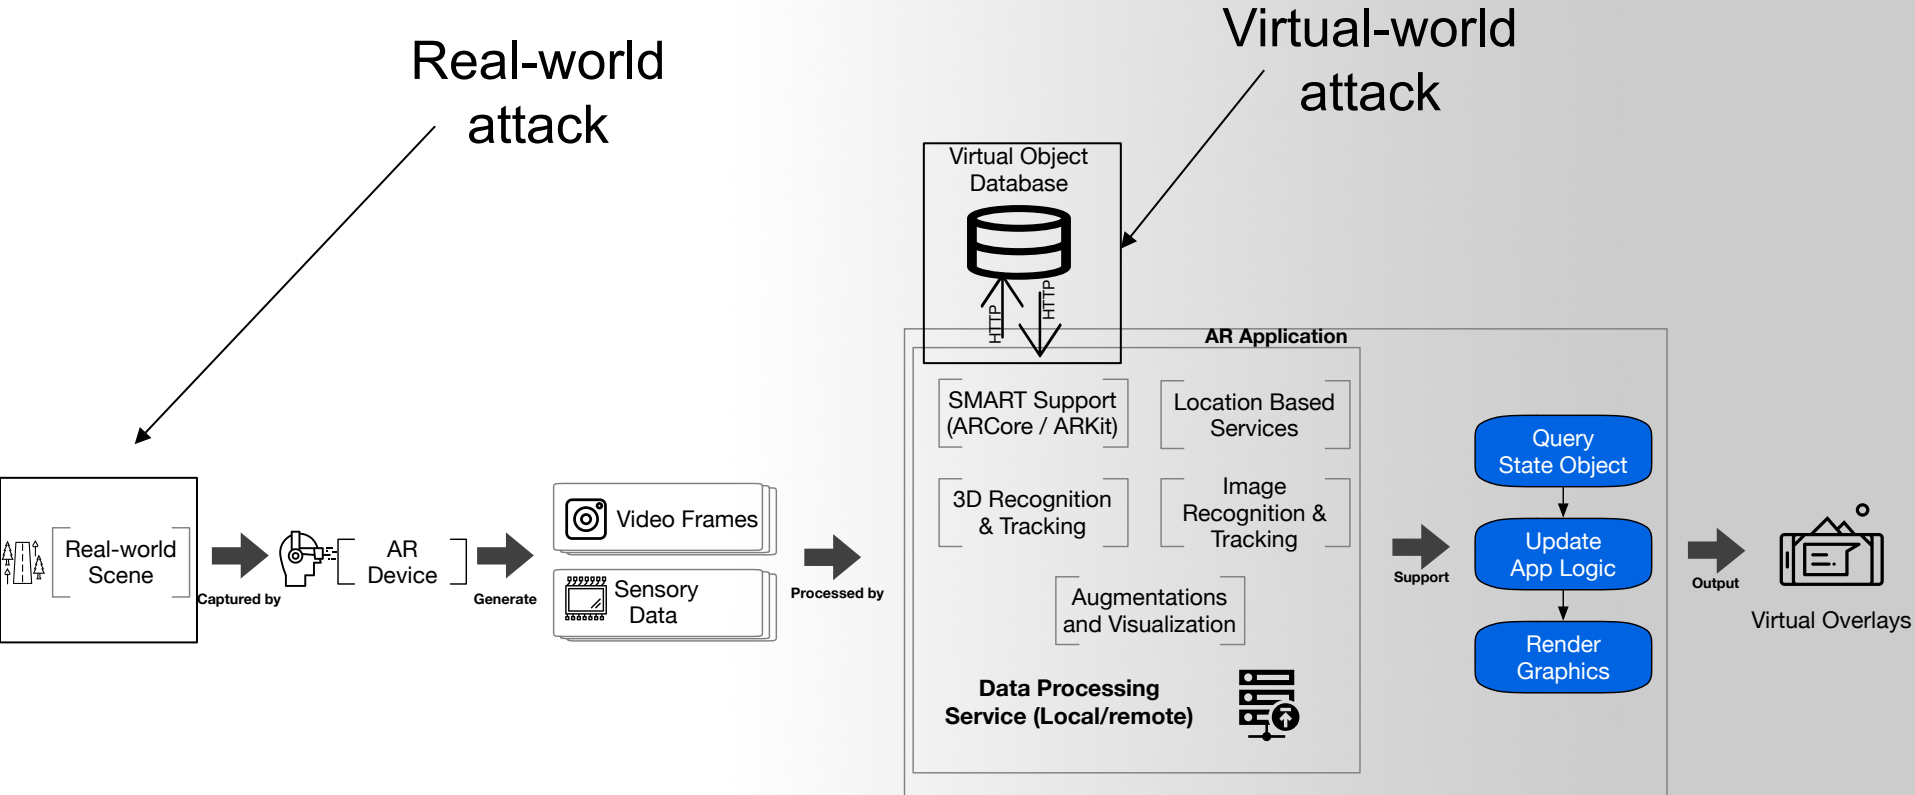 Real-world
attack
Virtual-world
attack
Virtual Object
Database
HTTP
HTTP
AR Application
SMART Support
(ARCore / ARKit)
Location Based
Services
3D Recognition
& Tracking
Image
Recognition &
Tracking
Augmentations
and Visualization
Data Processing
Service (Local/remote)
Real-world
Scene
Captured by
AR
Device
Generate
Video Frames
Sensory
Data
Processed by
Support
Query
State Object
Update
App Logic
Render
Graphics
Output
Virtual Overlays